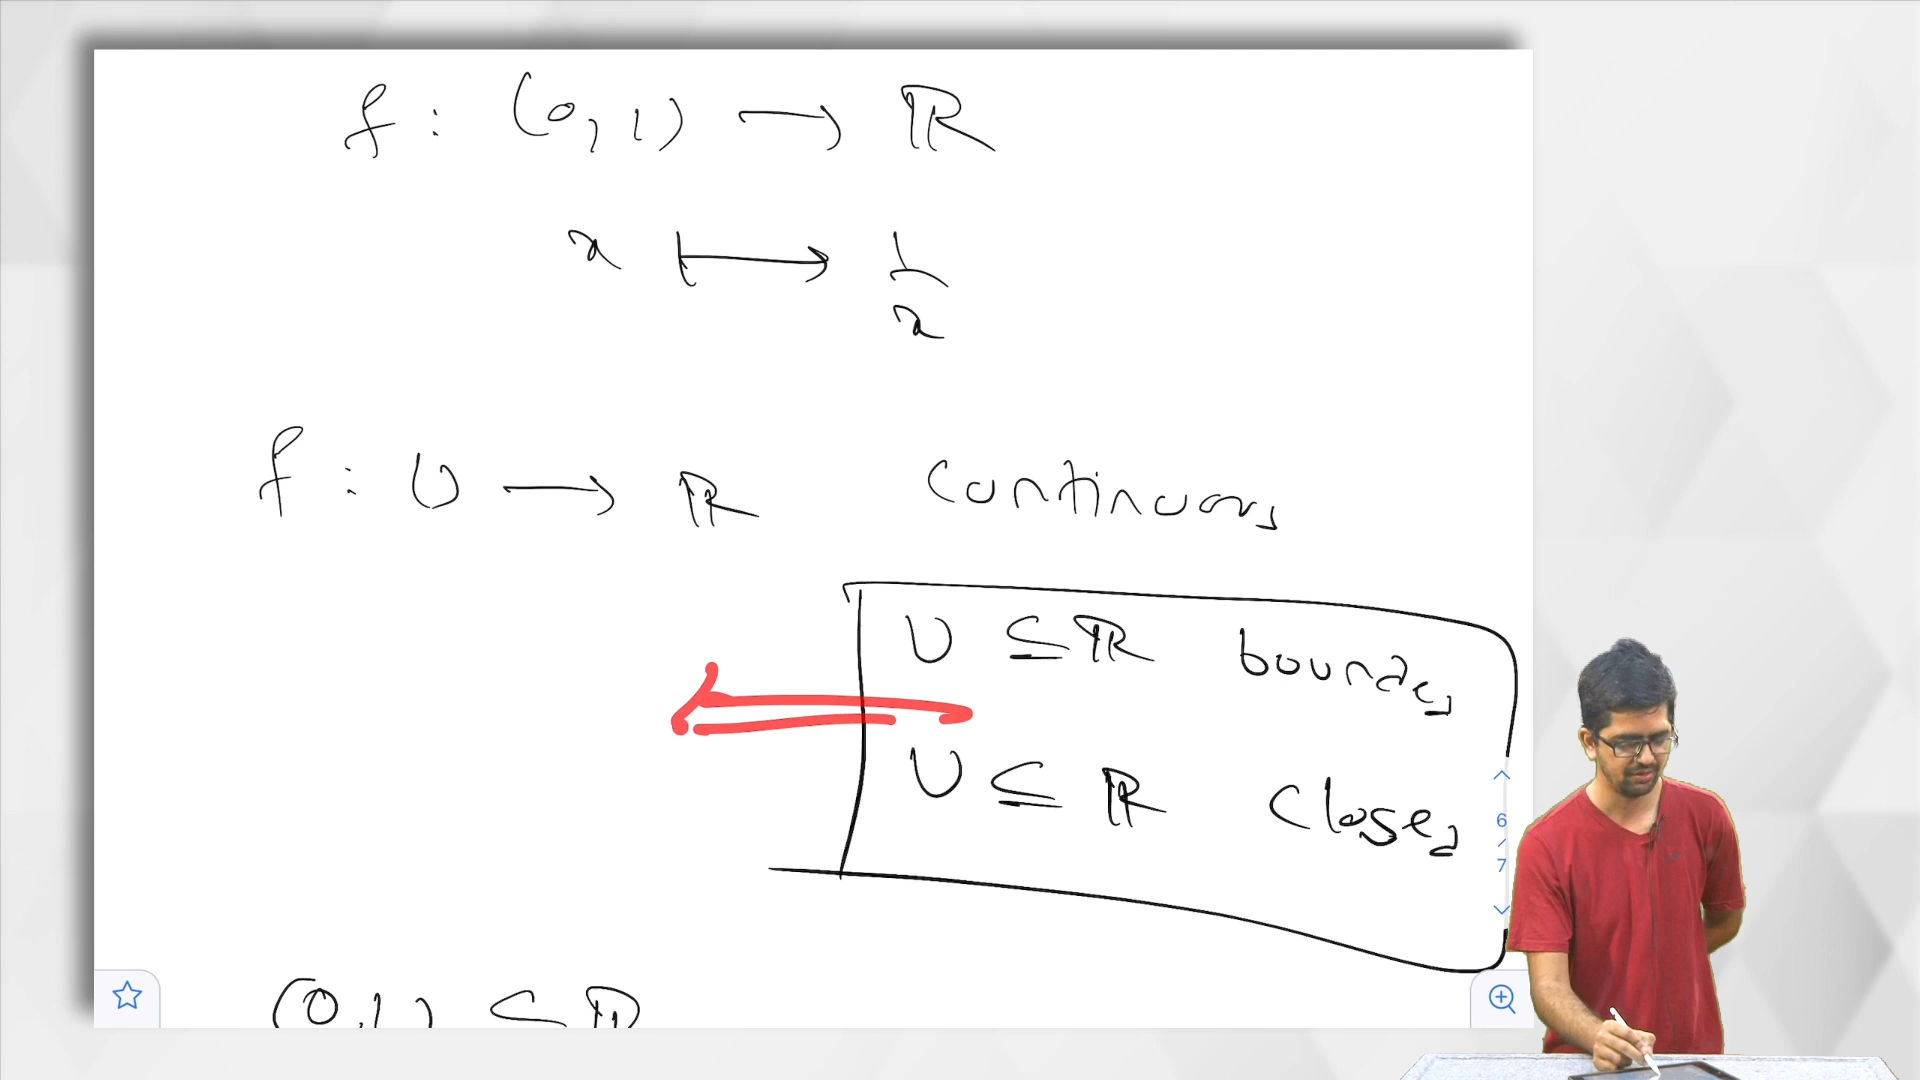 f : (0, 1) ⟶ ℝ
x ⟼ 1/x
f : U ⟶ ℝ continuous
U ⊆ ℝ bounded
U ⊆ ℝ closed
(0, 1) ⊆ ℝ
6
/
7